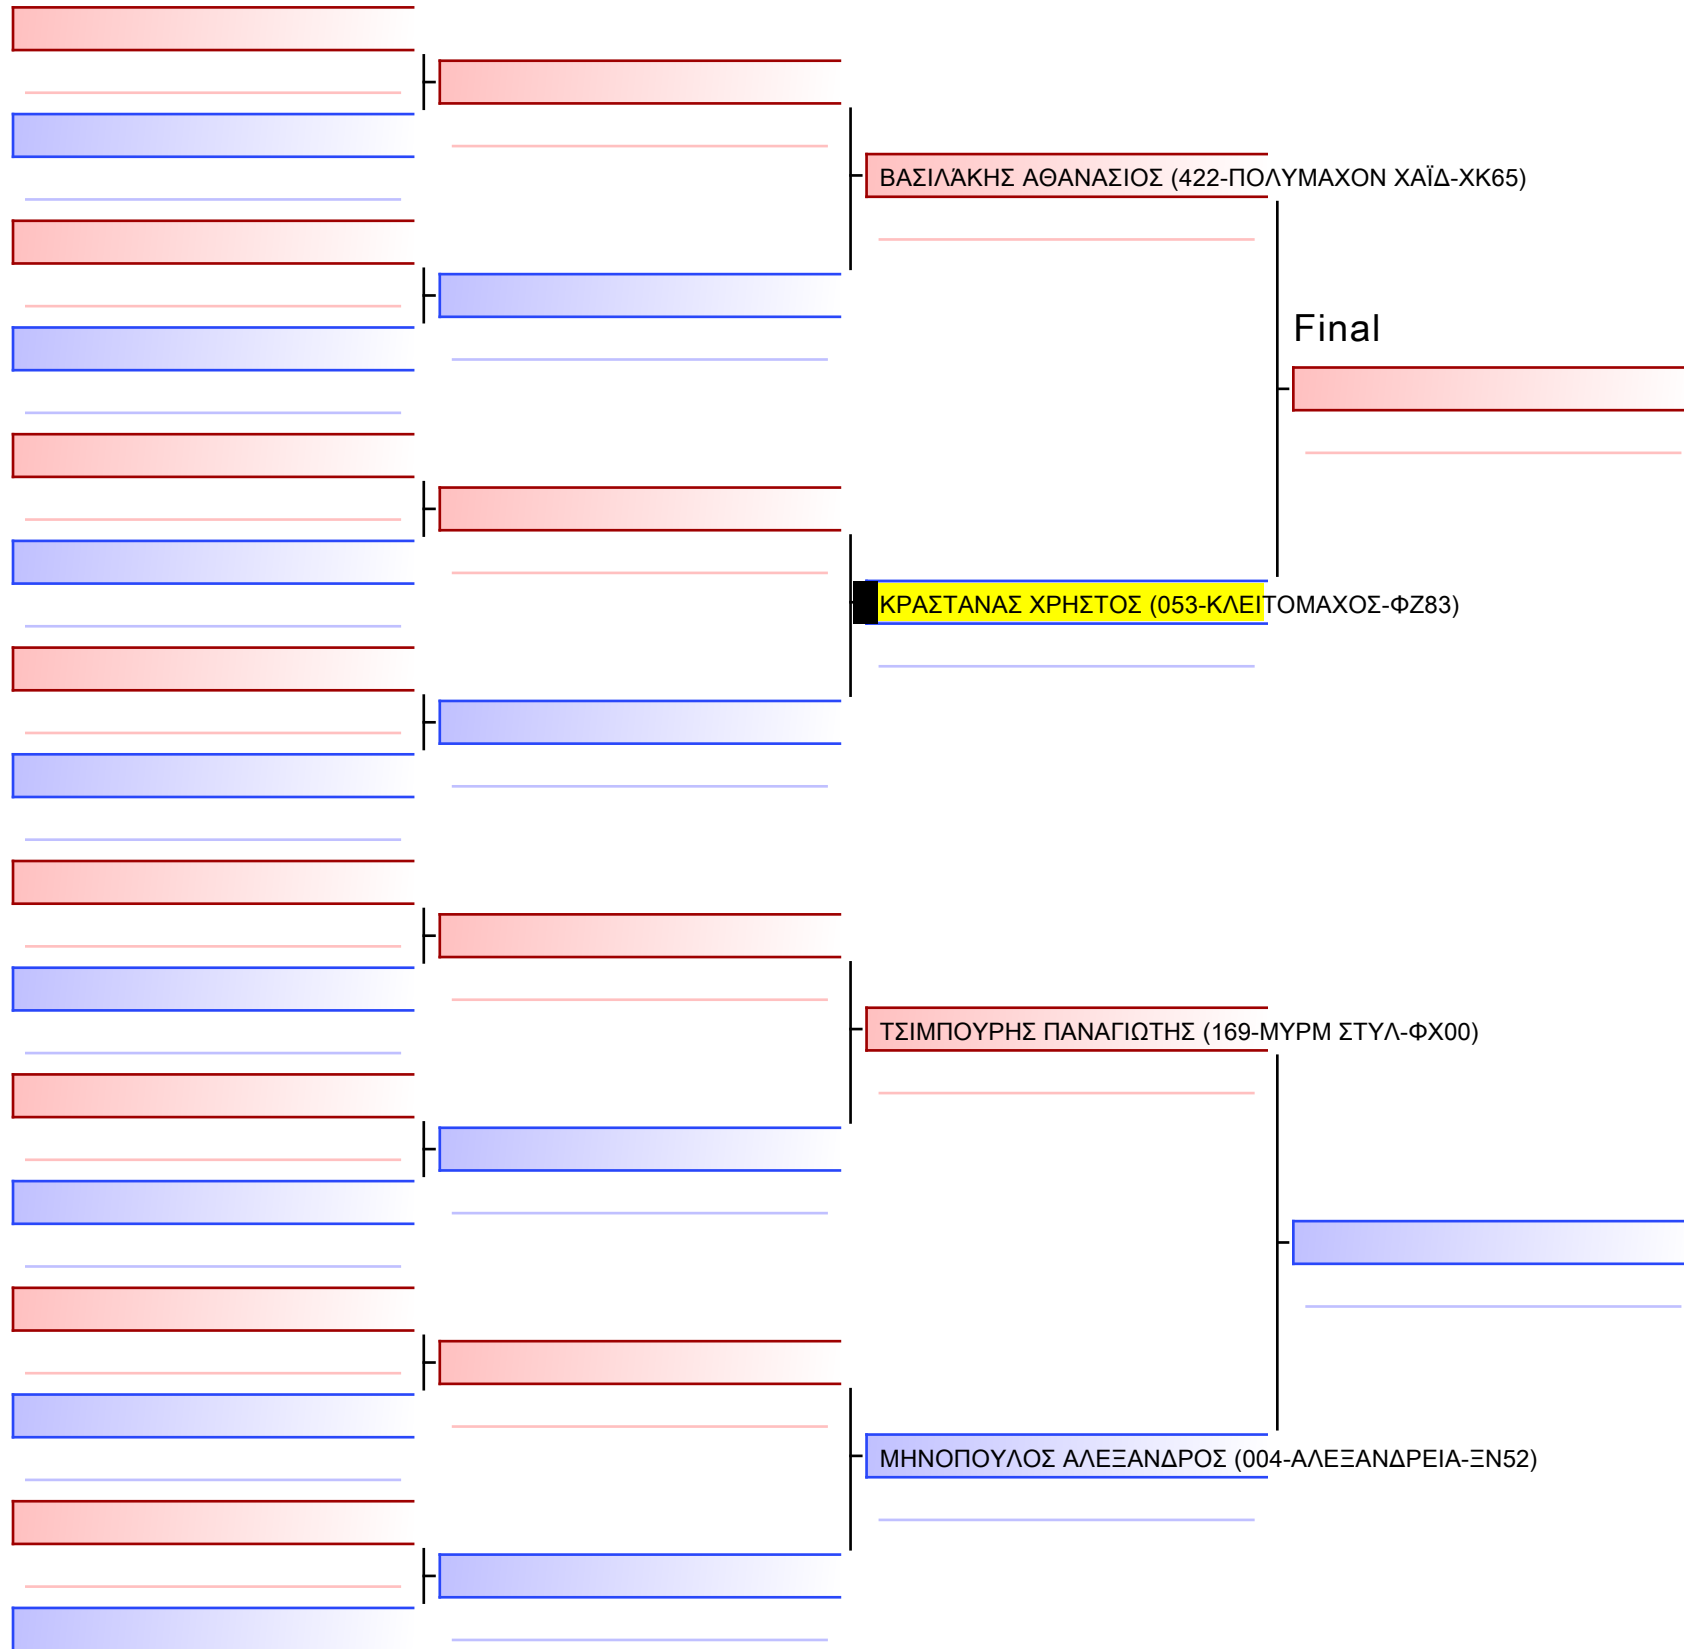 ΒΑΣΙΛΆΚΗΣ ΑΘΑΝΑΣΙΟΣ (422-ΠΟΛΥΜΑΧΟΝ ΧΑΪΔ-ΧΚ65)
Final
ΚΡΑΣΤΑΝΑΣ ΧΡΗΣΤΟΣ (053-ΚΛΕΙΤΟΜΑΧΟΣ-ΦΖ83)
ΤΣΙΜΠΟΥΡΗΣ ΠΑΝΑΓΙΩΤΗΣ (169-ΜΥΡΜ ΣΤΥΛ-ΦΧ00)
ΜΗΝΟΠΟΥΛΟΣ ΑΛΕΞΑΝΔΡΟΣ (004-ΑΛΕΞΑΝΔΡΕΙΑ-ΞΝ52)